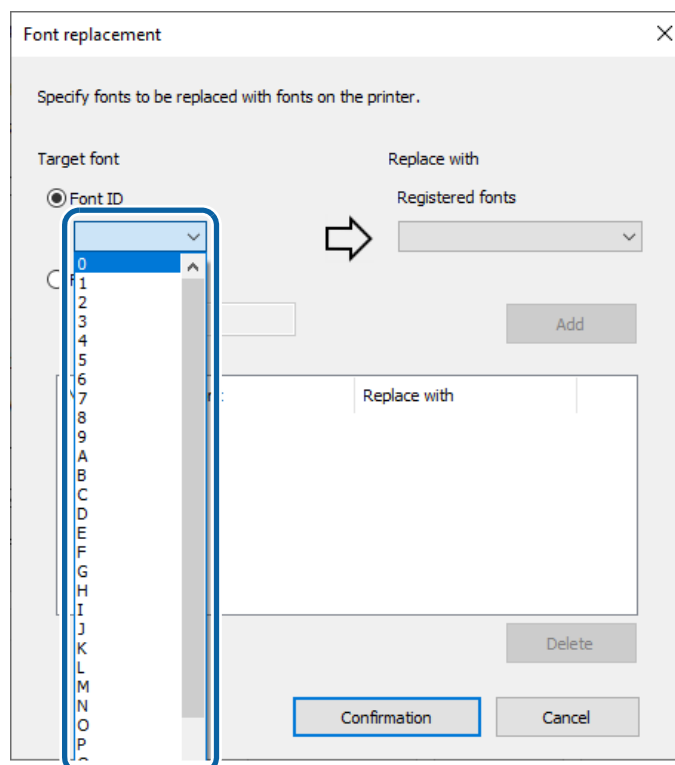 Font replacement
Specify fonts to be replaced with fonts on the printer.
Target font
Replace with
Font ID
Registered fonts
0
1
2
3
4
5
6
7
8
9
A
B
C
D
E
F
G
H
I
J
K
L
M
N
O
P
Add
Replace with
Delete
Confirmation
Cancel